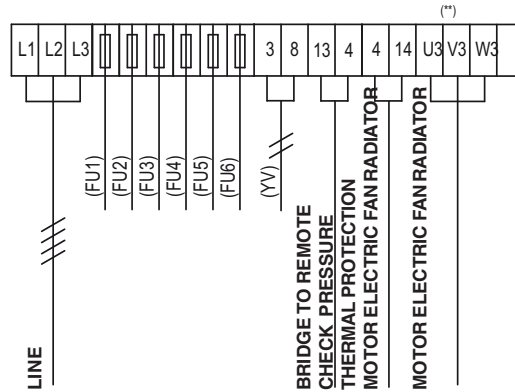 (**)
L1 L2 L3 3 8 13 4 4 14 U3 V3 W3
(FU1)
(FU2)
(FU3)
(FU4)
(FU5)
(FU6)
(YV)
LINE
BRIDGE TO REMOTE
CHECK PRESSURE
THERMAL PROTECTION
MOTOR ELECTRIC FAN RADIATOR
MOTOR ELECTRIC FAN RADIATOR